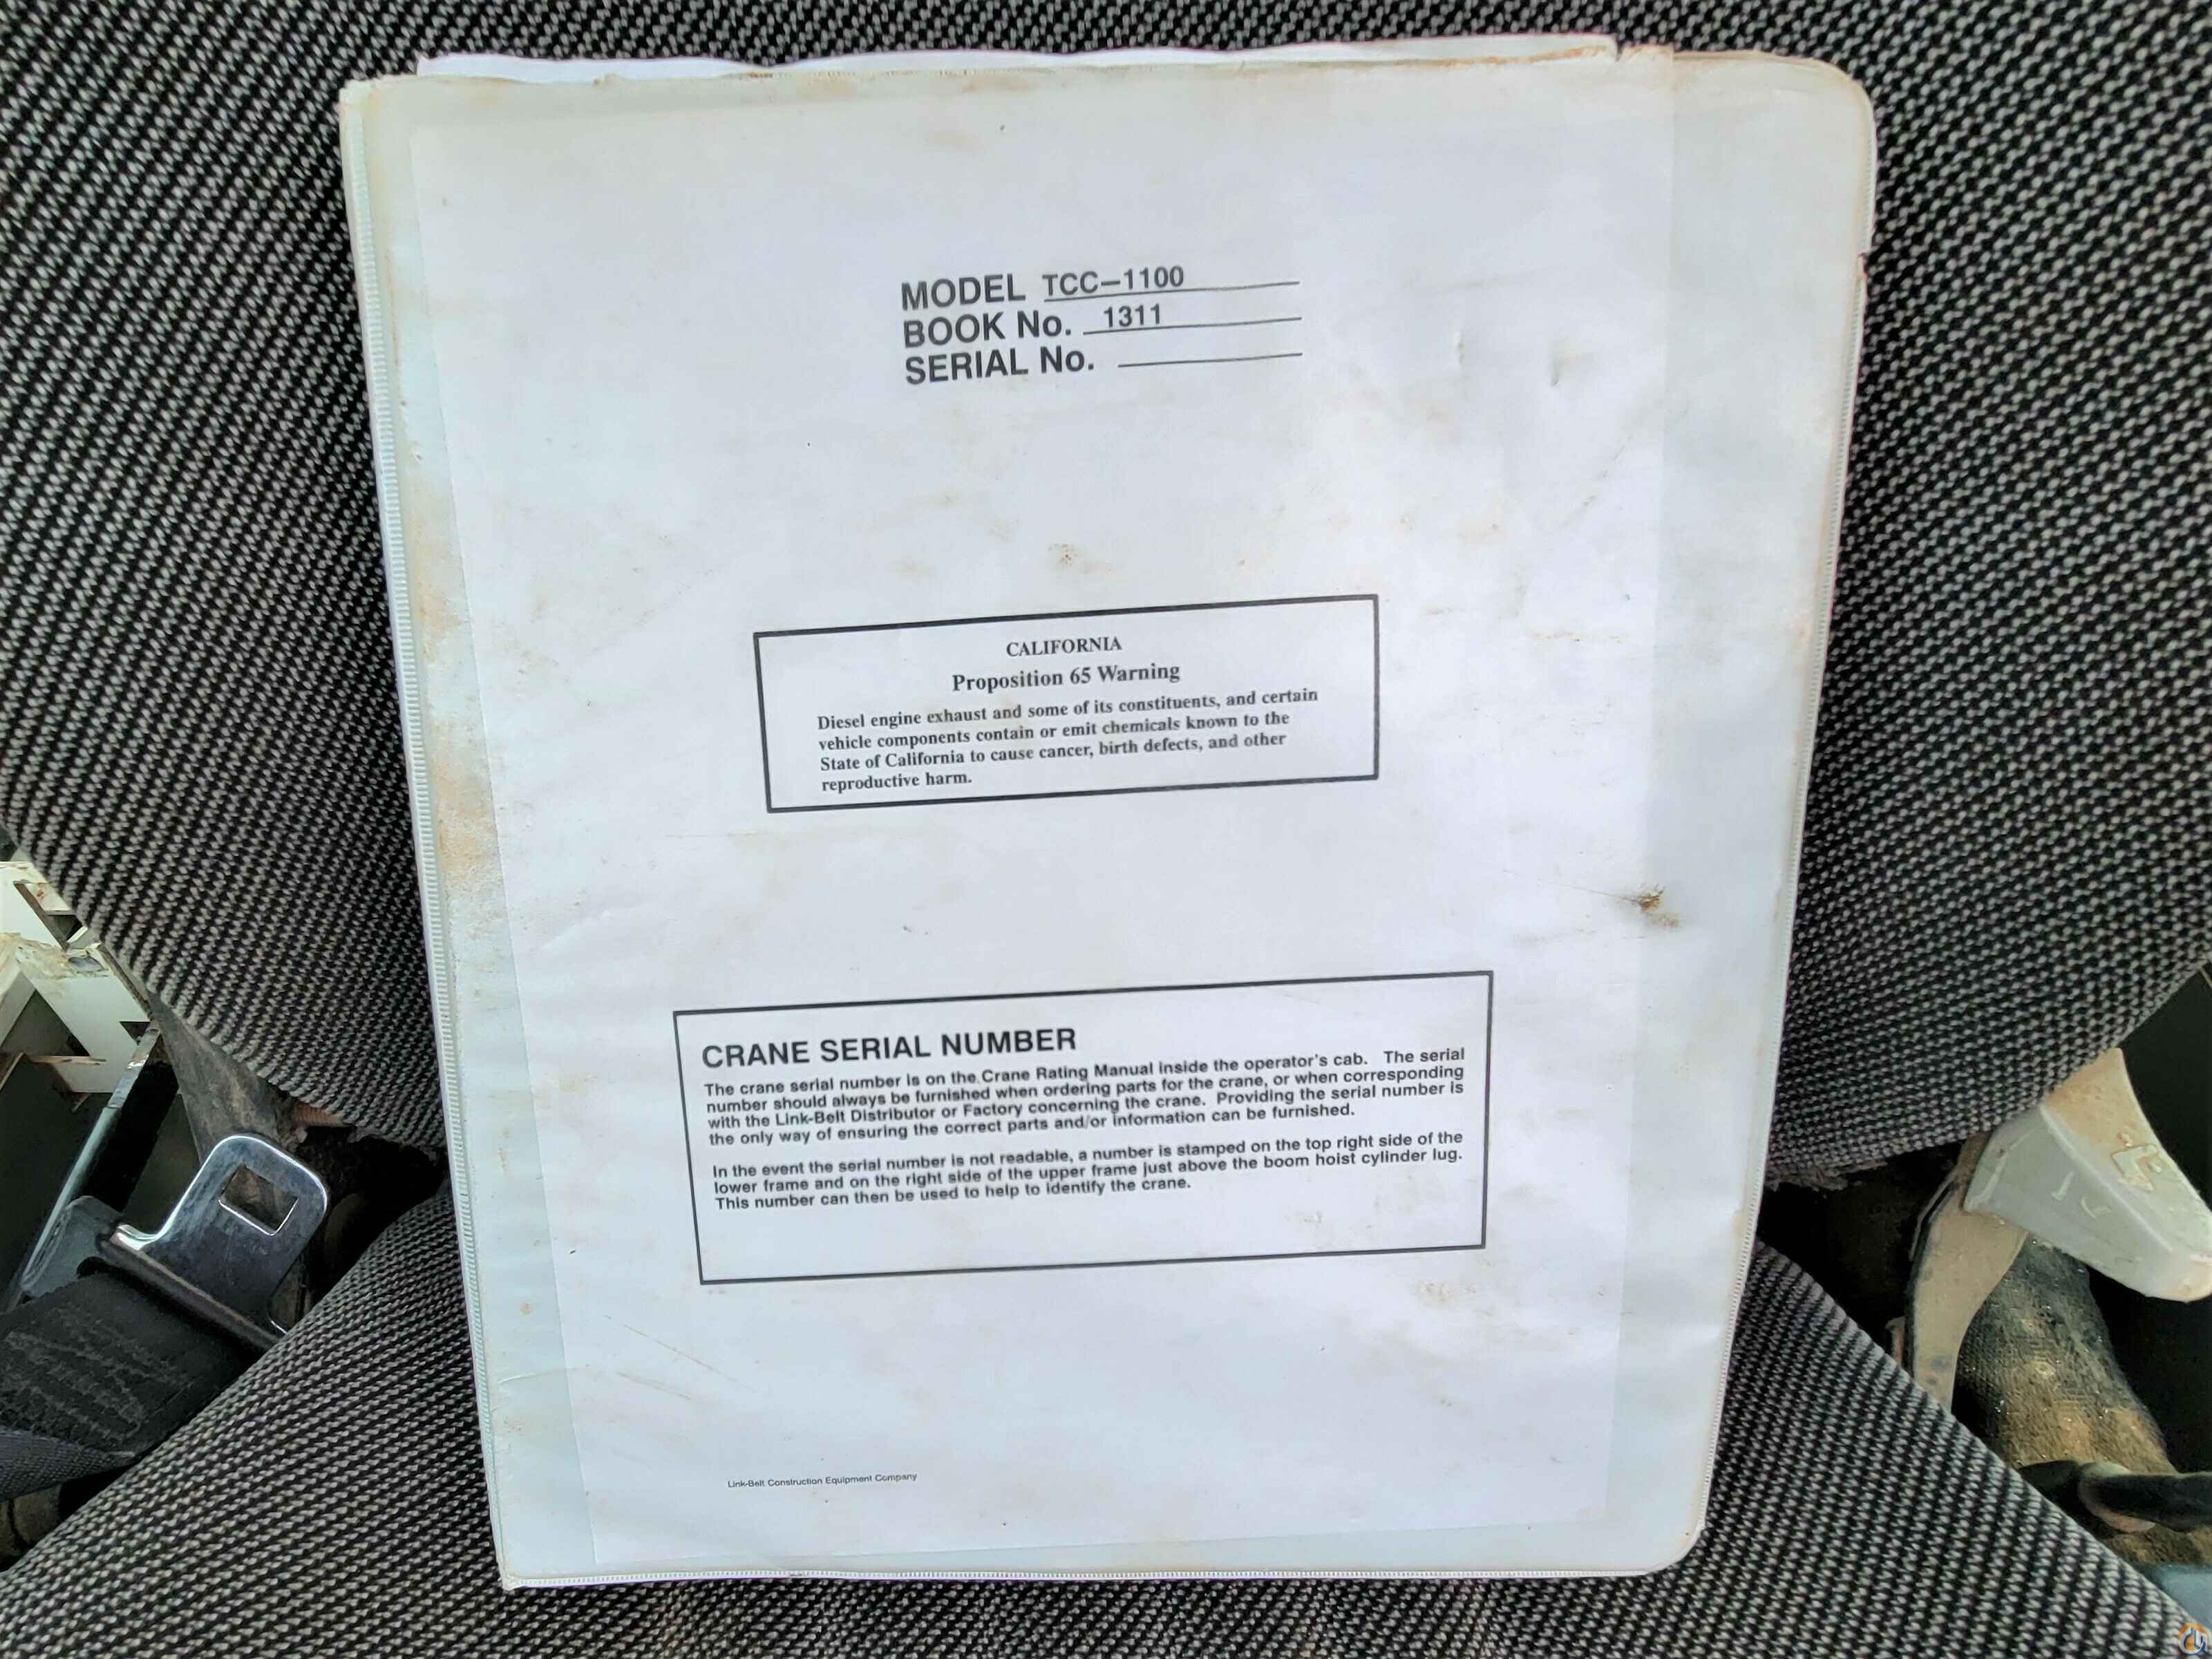 MODEL TCC-1100
BOOK No. 1311
SERIAL No.
CALIFORNIA
Proposition 65 Warning
Diesel engine exhaust and some of its constituents, and certain
vehicle components contain or emit chemicals known to the
State of California to cause cancer, birth defects, and other
reproductive harm.
CRANE SERIAL NUMBER
The crane serial number is on the Crane Rating Manual inside the operator's cab. The serial
number should always be furnished when ordering parts for the crane, or when corresponding
with the Link-Belt Distributor or Factory concerning the crane. Providing the serial number is
the only way of ensuring the correct parts and/or information can be furnished.
In the event the serial number is not readable, a number is stamped on the top right side of the
lower frame and on the right side of the upper frame just above the boom hoist cylinder lug.
This number can then be used to help to identify the crane.
Link-Belt Construction Equipment Company